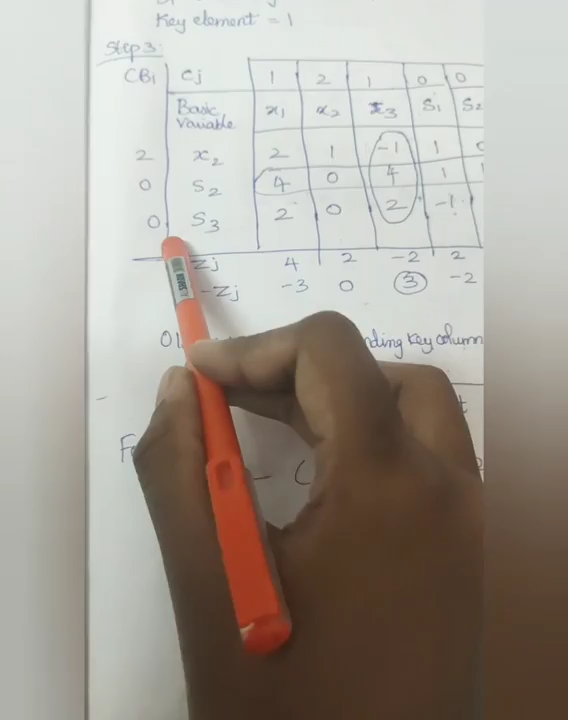 Key element = 1
Step 3:
CBi Cj 1 2 1 0 0
Basic Variable x1 x2 x3 S1 S2
2 x2 2 1 -1 1
0 S2 4 0 4 1 1
0 S3 2 0 2 -1
Zj 4 2 -2 2
-Zj -3 0 3 -2
Key column